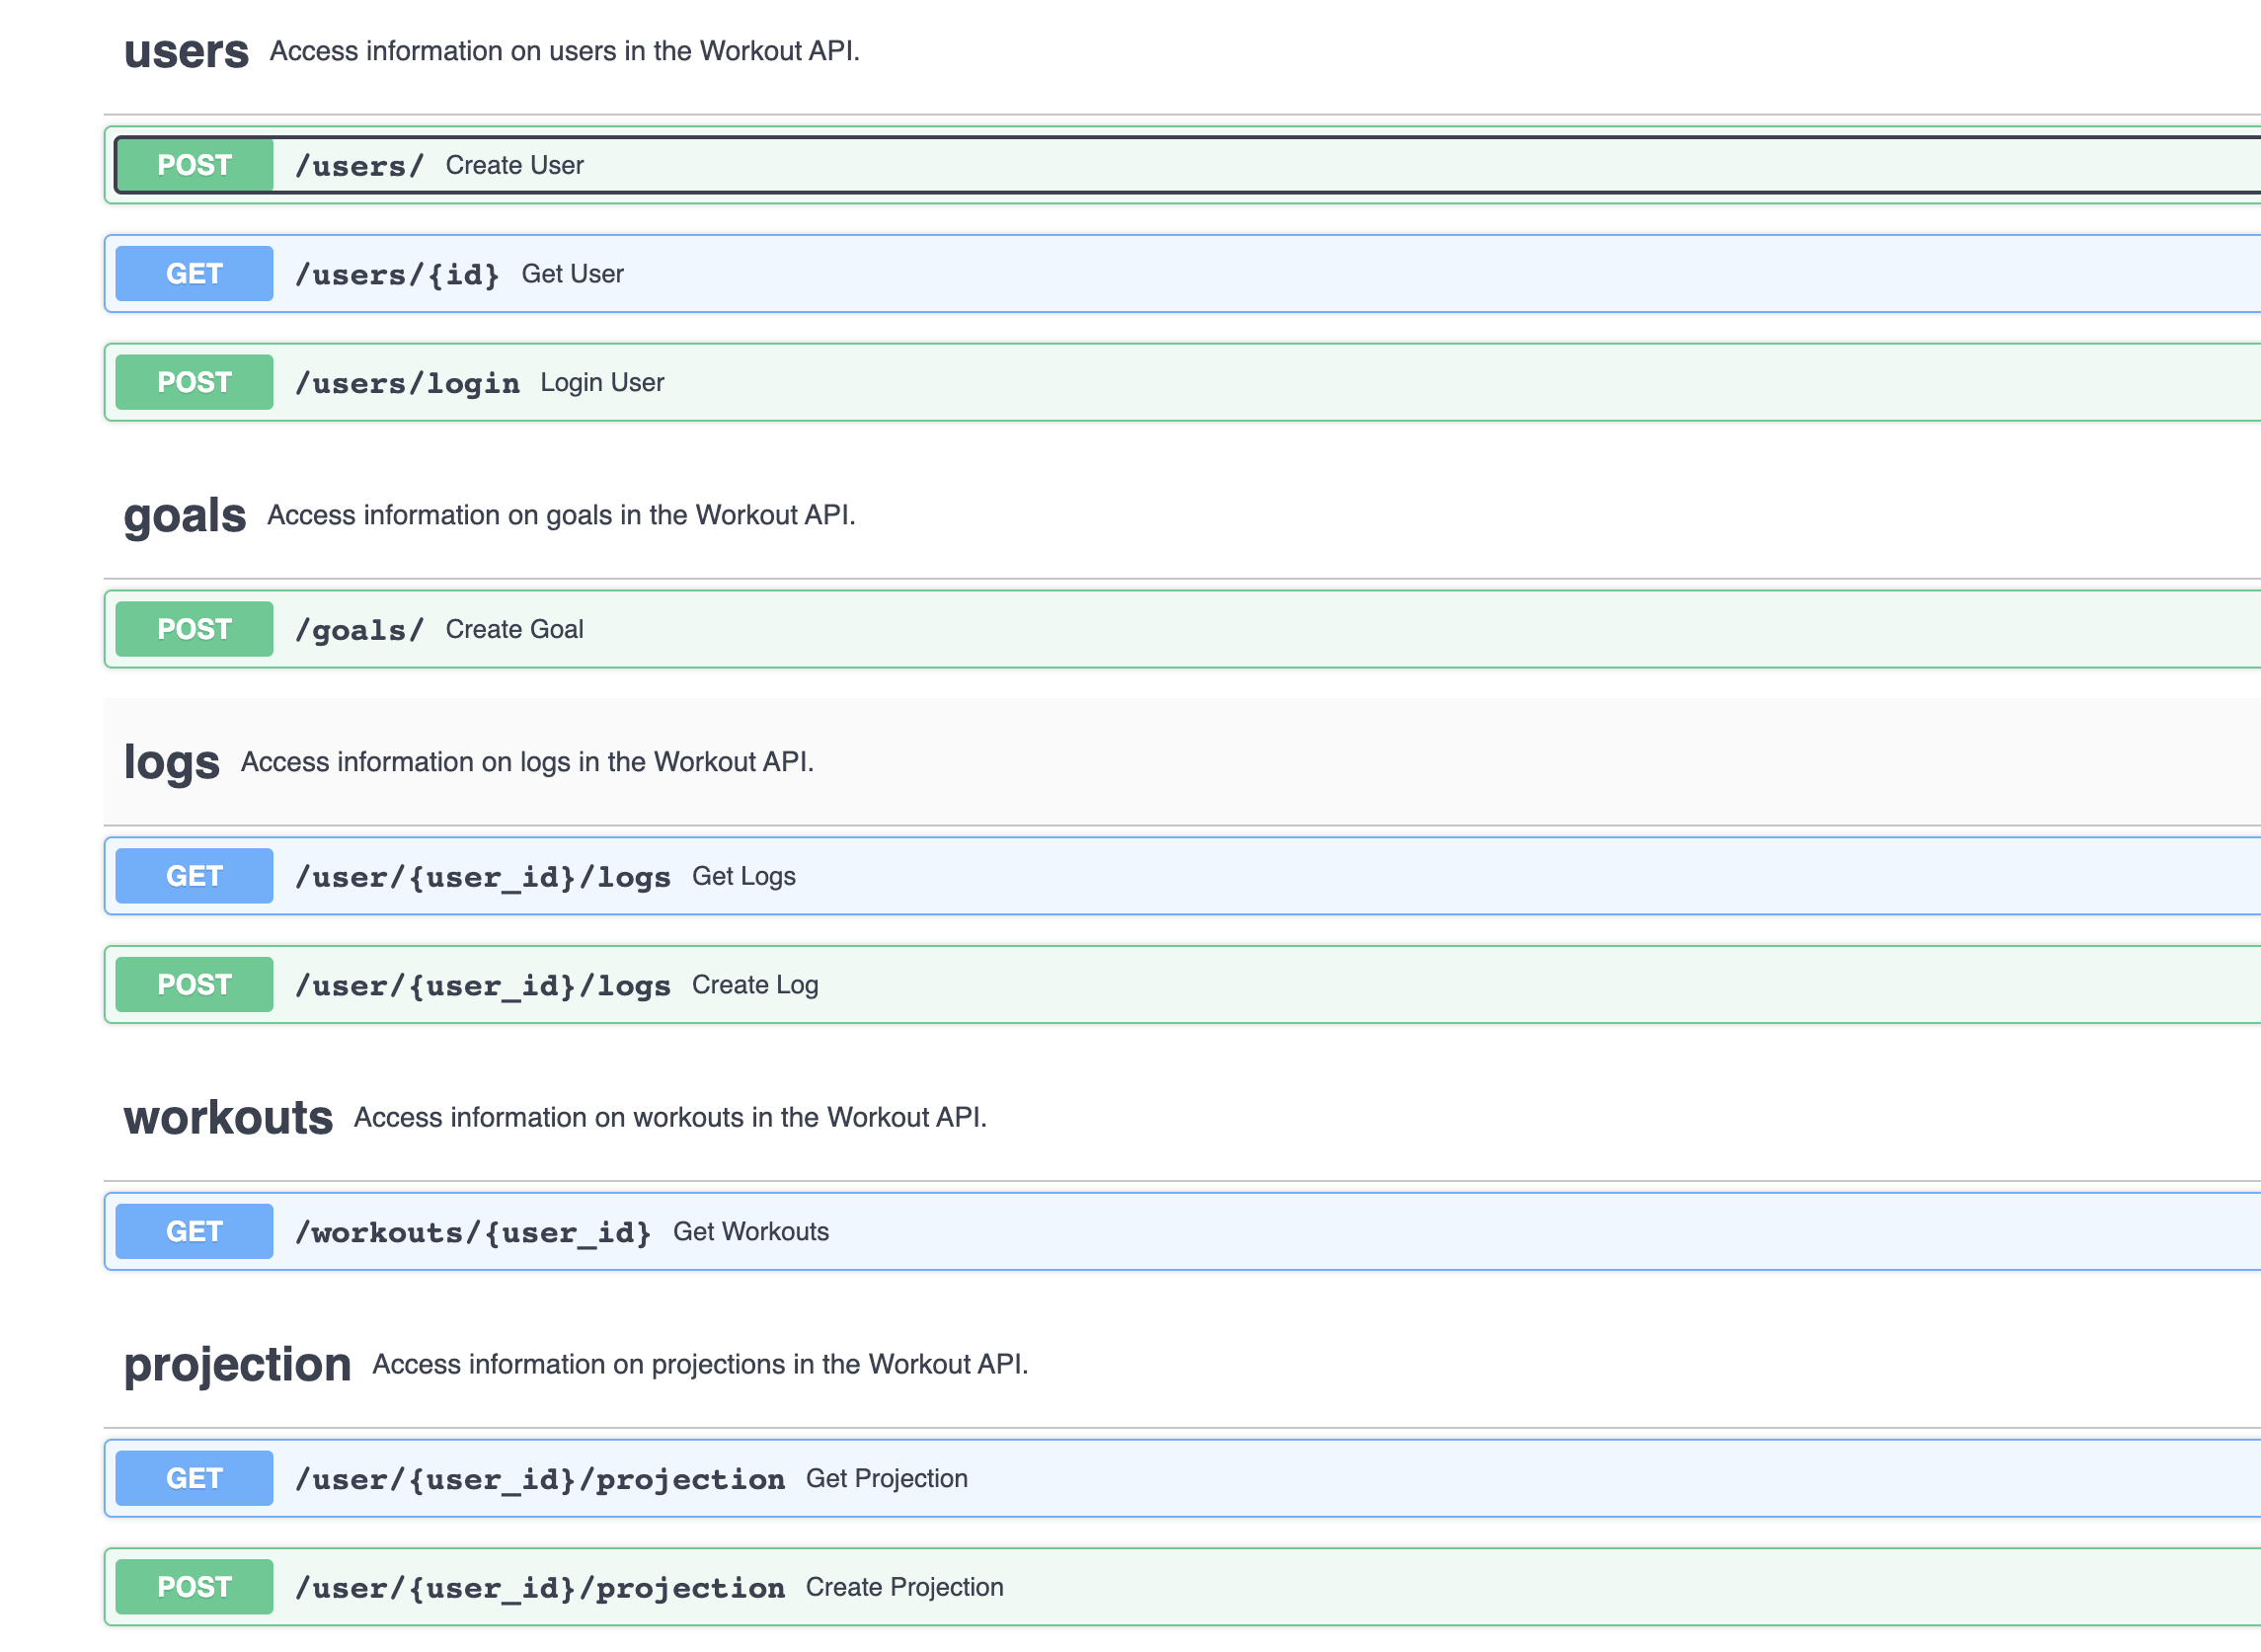 users Access information on users in the Workout API.
POST /users/ Create User
GET /users/{id} Get User
POST /users/login Login User
goals Access information on goals in the Workout API.
POST /goals/ Create Goal
logs Access information on logs in the Workout API.
GET /user/{user_id}/logs Get Logs
POST /user/{user_id}/logs Create Log
workouts Access information on workouts in the Workout API.
GET /workouts/{user_id} Get Workouts
projection Access information on projections in the Workout API.
GET /user/{user_id}/projection Get Projection
POST /user/{user_id}/projection Create Projection